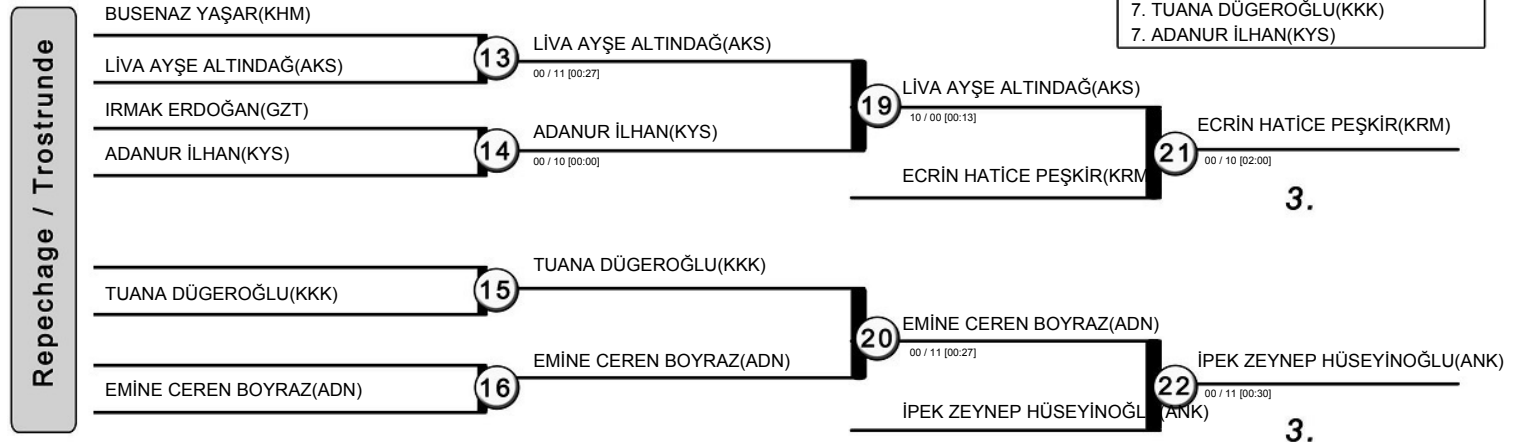 Repechage / Trostrunde
7. TUANA DÜGEROĞLU(KKK)
7. ADANUR İLHAN(KYS)
BUSENAZ YAŞAR(KHM)
LİVA AYŞE ALTINDAĞ(AKS)
13
LİVA AYŞE ALTINDAĞ(AKS)
00 / 11 [00:27]
IRMAK ERDOĞAN(GZT)
ADANUR İLHAN(KYS)
14
ADANUR İLHAN(KYS)
00 / 10 [00:00]
19
LİVA AYŞE ALTINDAĞ(AKS)
10 / 00 [00:13]
ECRİN HATİCE PEŞKİR(KRM
21
ECRİN HATİCE PEŞKİR(KRM)
00 / 10 [02:00]
3.
TUANA DÜGEROĞLU(KKK)
15
TUANA DÜGEROĞLU(KKK)
EMİNE CEREN BOYRAZ(ADN)
16
EMİNE CEREN BOYRAZ(ADN)
20
EMİNE CEREN BOYRAZ(ADN)
00 / 11 [00:27]
İPEK ZEYNEP HÜSEYİNOĞLU(ANK)
22
İPEK ZEYNEP HÜSEYİNOĞLU(ANK)
00 / 11 [00:30]
3.